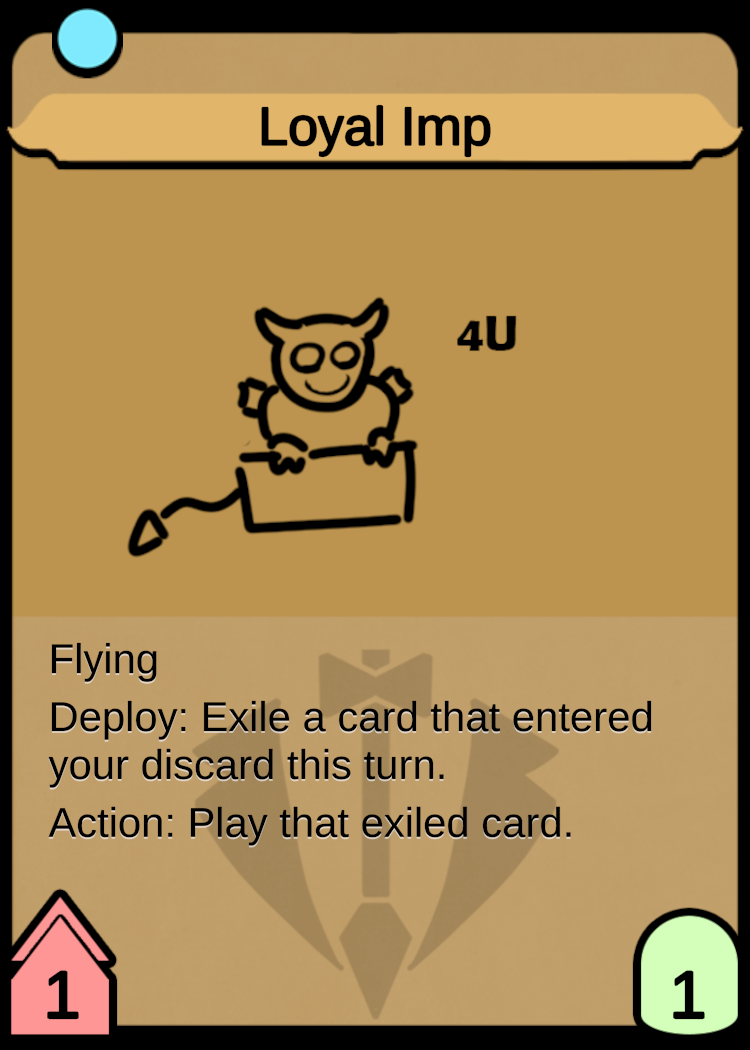 Loyal Imp
4U
Flying
Deploy: Exile a card that entered
your discard this turn.
Action: Play that exiled card.
1
1